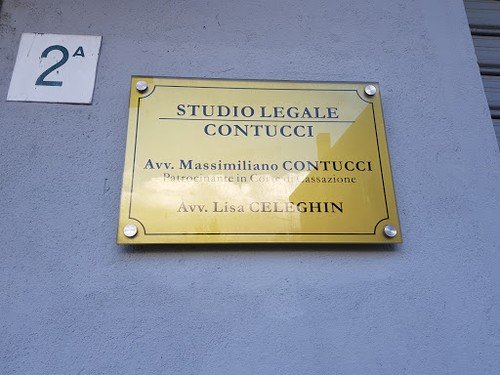 2A
STUDIO LEGALE
CONTUCCI
Avv. Massimiliano CONTUCCI
Patrocinante in Corte di Cassazione
Avv. Lisa CELEGHIN